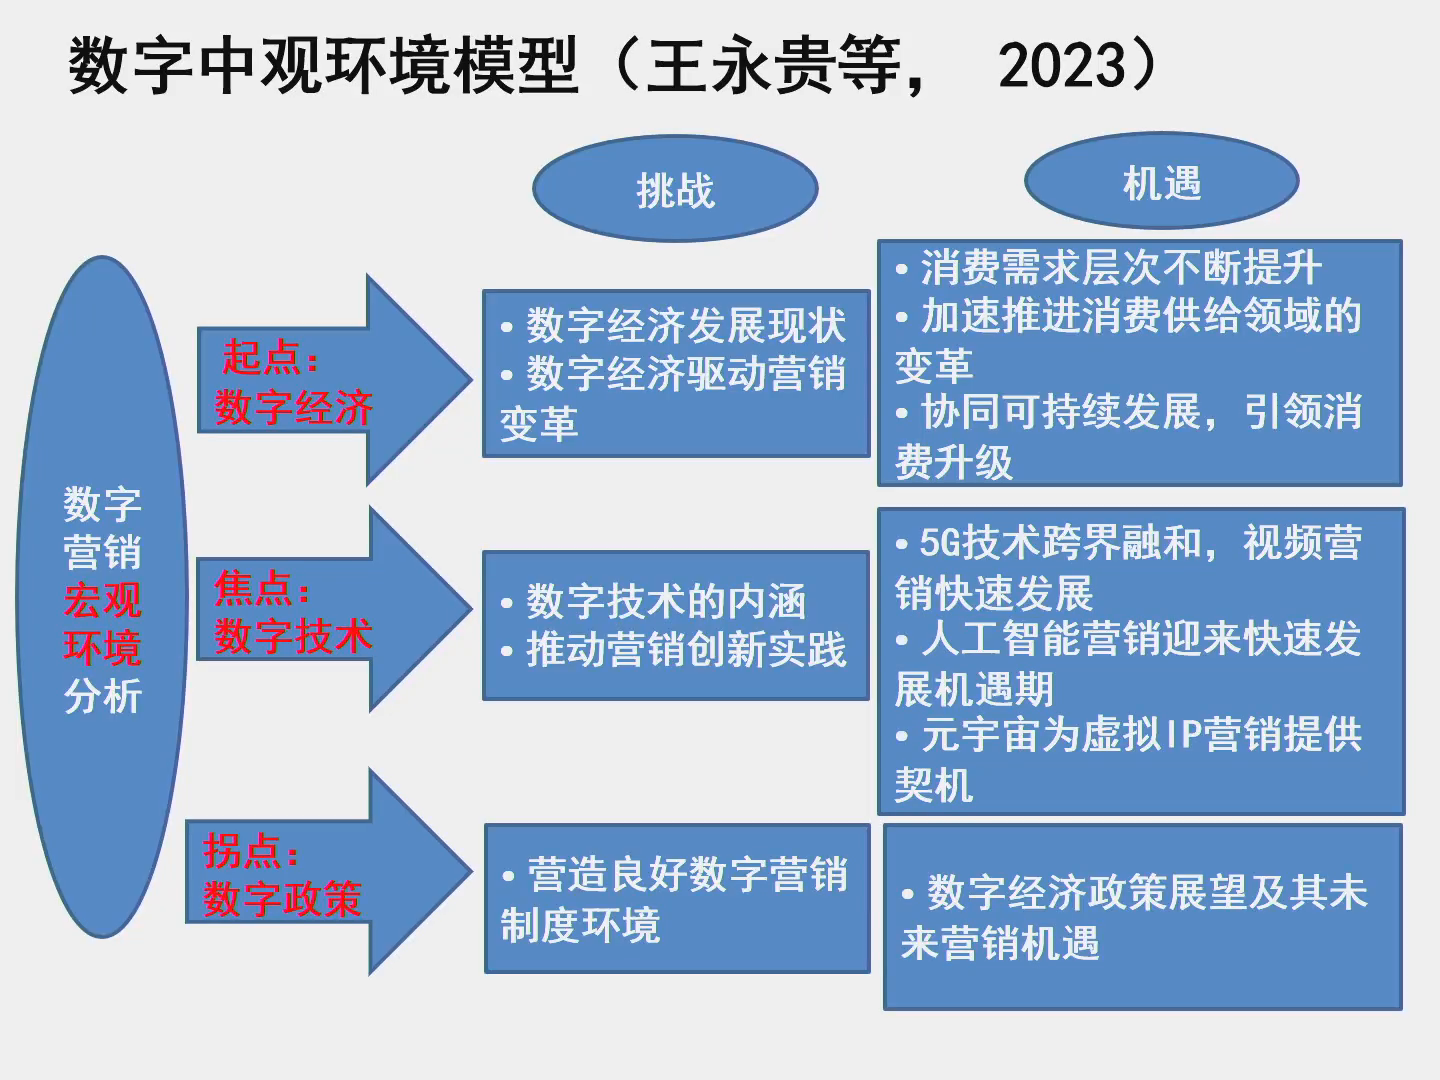 数字中观环境模型（王永贵等， 2023）
挑战
机遇
数字
营销
宏观
环境
分析
起点：
数字经济
• 数字经济发展现状
• 数字经济驱动营销
变革
• 消费需求层次不断提升
• 加速推进消费供给领域的
变革
• 协同可持续发展，引领消
费升级
焦点：
数字技术
• 数字技术的内涵
• 推动营销创新实践
• 5G技术跨界融和，视频营
销快速发展
• 人工智能营销迎来快速发
展机遇期
• 元宇宙为虚拟IP营销提供
契机
拐点：
数字政策
• 营造良好数字营销
制度环境
• 数字经济政策展望及其未
来营销机遇